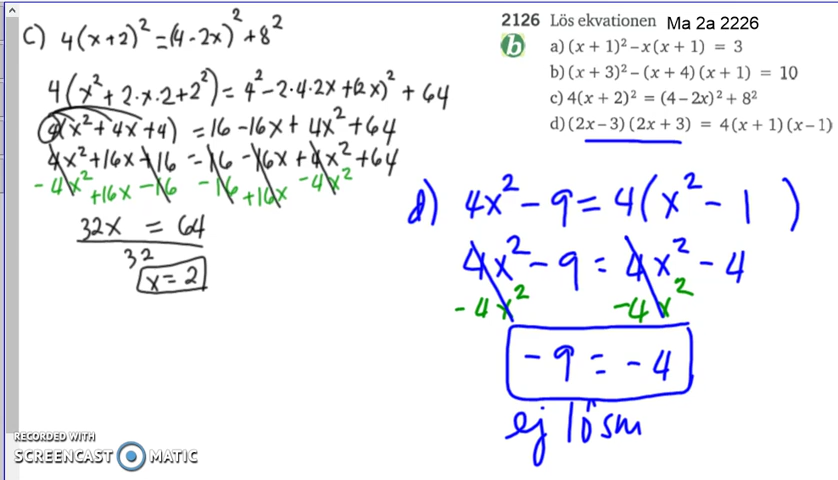 c) 4(x+2)² = (4-2x)² + 8²
4(x² + 2·x·2 + 2²) = 4² - 2·4·2x + (2x)² + 64
4(x² + 4x + 4) = 16 - 16x + 4x² + 64
4x² + 16x + 16 = 16 - 16x + 4x² + 64
-4x² +16x -16 -16 +16x -4x²
32x = 64
32
x = 2
2126 Lös ekvationen Ma 2a 2226
b a) (x + 1)² – x(x + 1) = 3
b) (x + 3)² – (x + 4)(x + 1) = 10
c) 4(x + 2)² = (4 – 2x)² + 8²
d) (2x – 3)(2x + 3) = 4(x + 1)(x – 1)
d) 4x² - 9 = 4(x² - 1)
4x² - 9 = 4x² - 4
-4x² -4x²
-9 = -4
ej lösn
RECORDED WITH
SCREENCAST MATIC